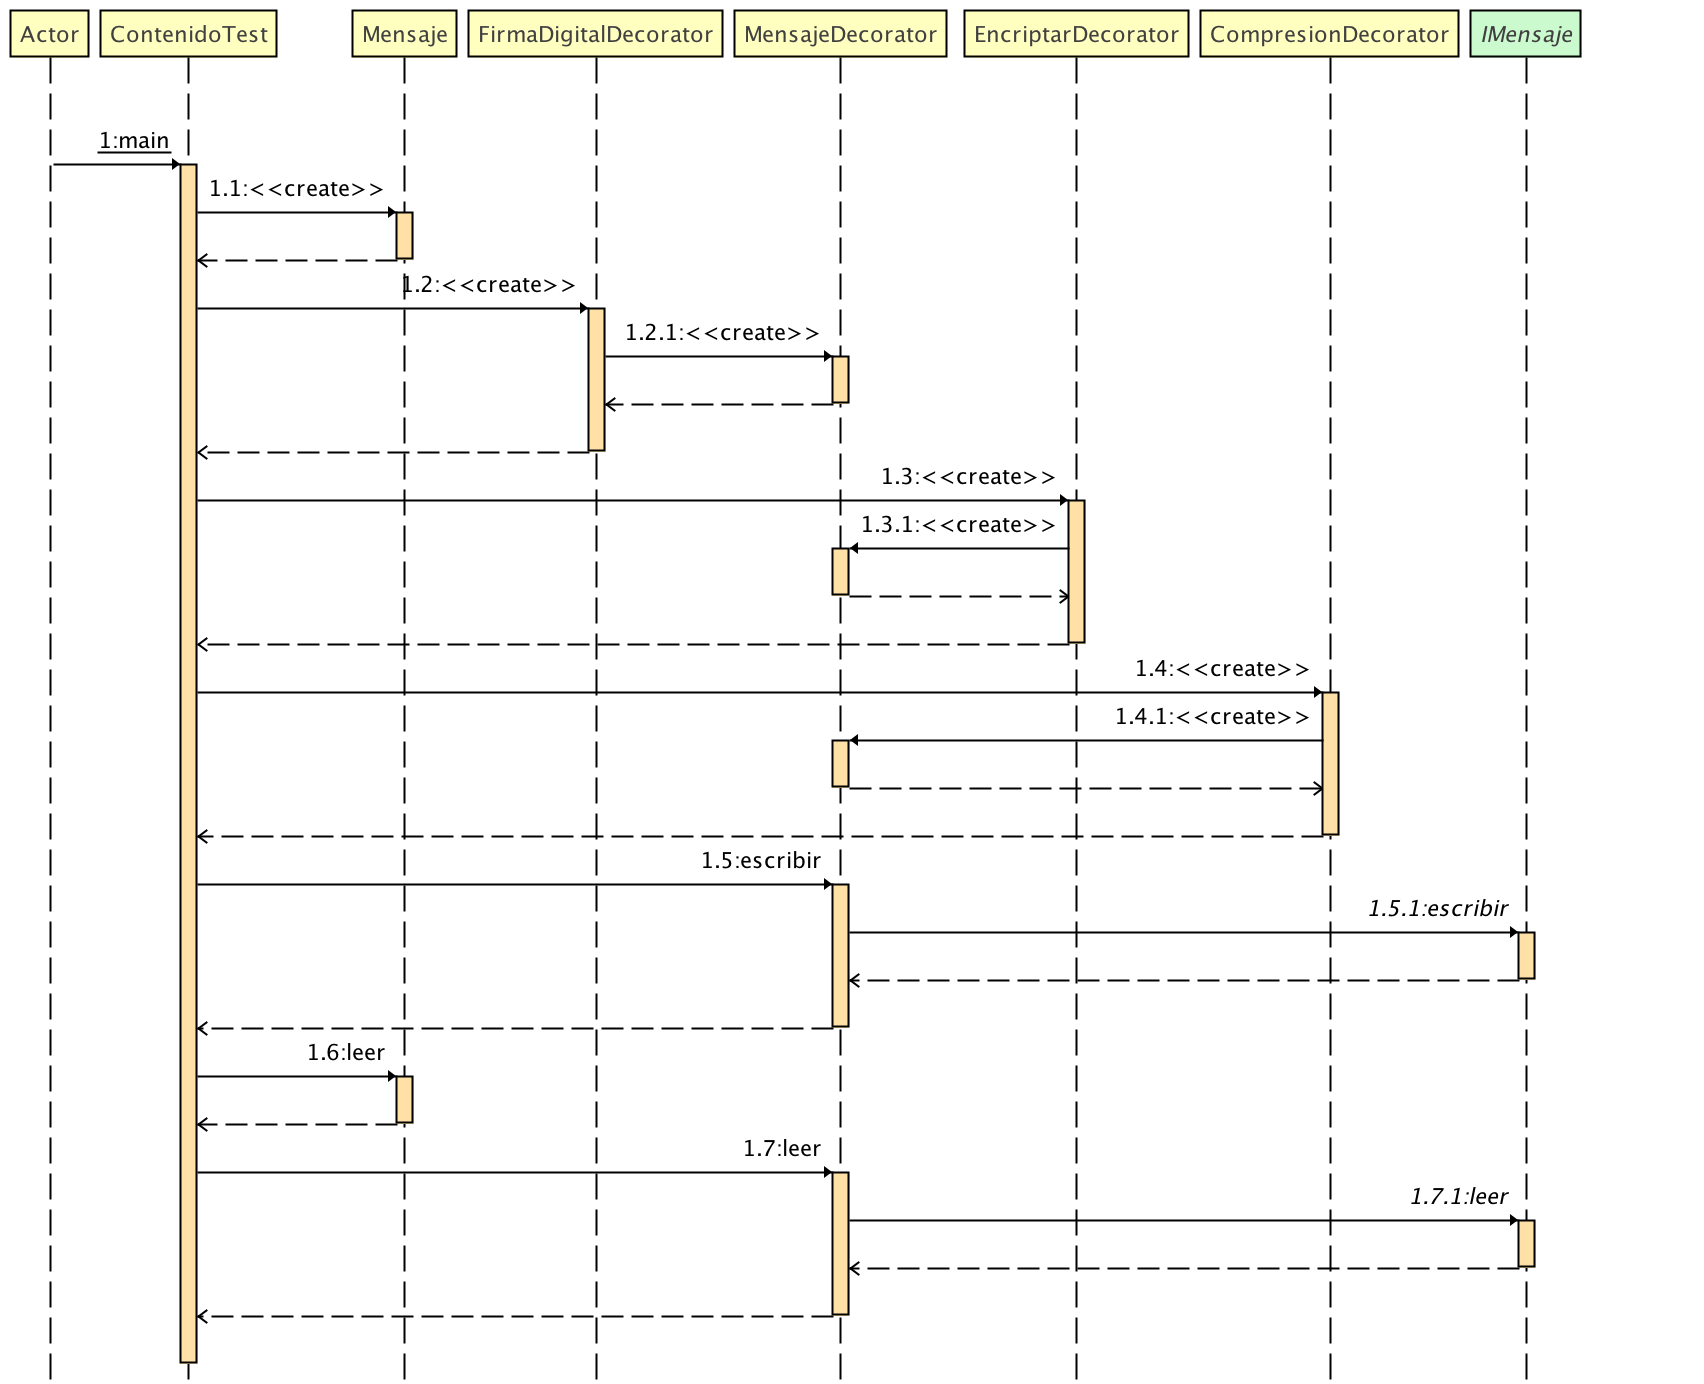 Actor
ContenidoTest
Mensaje
FirmaDigitalDecorator
MensajeDecorator
EncriptarDecorator
CompresionDecorator
IMensaje
1:main
1.1:<<create>>
1.2:<<create>>
1.2.1:<<create>>
1.3:<<create>>
1.3.1:<<create>>
1.4:<<create>>
1.4.1:<<create>>
1.5:escribir
1.5.1:escribir
1.6:leer
1.7:leer
1.7.1:leer